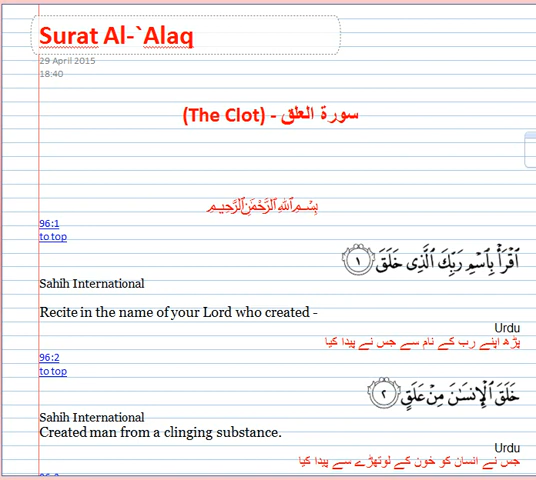 Surat Al-`Alaq
29 April 2015
18:40
(The Clot) - سورة العلق
بِسْمِ ٱللَّهِ ٱلرَّحْمَٰنِ ٱلرَّحِيمِ
96:1
to top
ٱقْرَأْ بِٱسْمِ رَبِّكَ ٱلَّذِى خَلَقَ ١
Sahih International
Recite in the name of your Lord who created -
Urdu
پڑھ اپنے رب کے نام سے جس نے پیدا کیا
96:2
to top
خَلَقَ ٱلْإِنسَٰنَ مِنْ عَلَقٍ ٢
Sahih International
Created man from a clinging substance.
Urdu
جس نے انسان کو خون کے لوتھڑے سے پیدا کیا